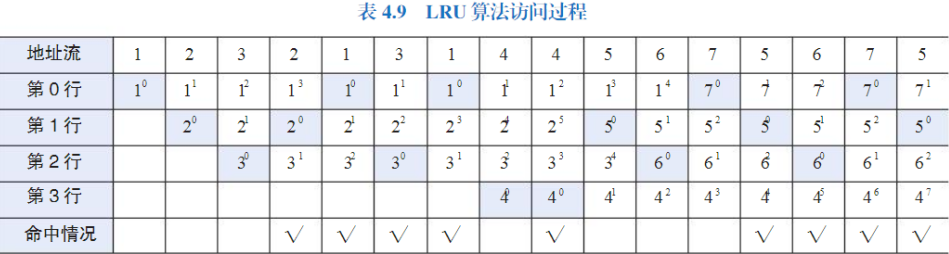 表 4.9 LRU 算法访问过程
地址流 1 2 3 2 1 3 1 4 4 5 6 7 5 6 7 5
第 0 行 1⁰ 1¹ 1² 1³ 1⁰ 1¹ 1⁰ 1¹ 1² 1³ 1⁴ 7⁰ 7¹ 7² 7⁰ 7¹
第 1 行 2⁰ 2¹ 2⁰ 2¹ 2² 2³ 2⁴ 2⁵ 5⁰ 5¹ 5² 5⁰ 5¹ 5² 5⁰
第 2 行 3⁰ 3¹ 3² 3⁰ 3¹ 3² 3³ 3⁴ 6⁰ 6¹ 6² 6⁰ 6¹ 6²
第 3 行 4⁰ 4⁰ 4¹ 4² 4³ 4⁴ 4⁵ 4⁶ 4⁷
命中情况 √ √ √ √ √ √ √ √ √